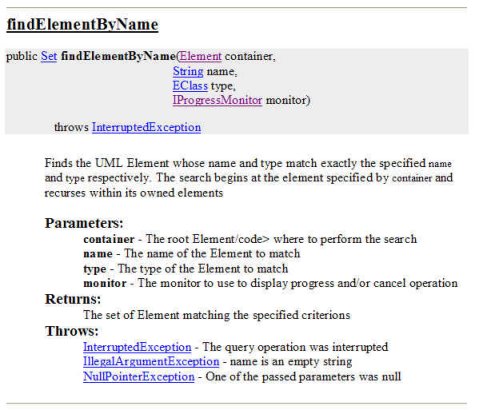 findElementByName
public Set findElementByName(Element container,
String name,
EClass type,
IProgressMonitor monitor)
throws InterruptedException
Finds the UML Element whose name and type match exactly the specified name
and type respectively. The search begins at the element specified by container and
recurses within its owned elements
Parameters:
container - The root Element/code> where to perform the search
name - The name of the Element to match
type - The type of the Element to match
monitor - The monitor to use to display progress and/or cancel operation
Returns:
The set of Element matching the specified criterions
Throws:
InterruptedException - The query operation was interrupted
IllegalArgumentException - name is an empty string
NullPointerException - One of the passed parameters was null